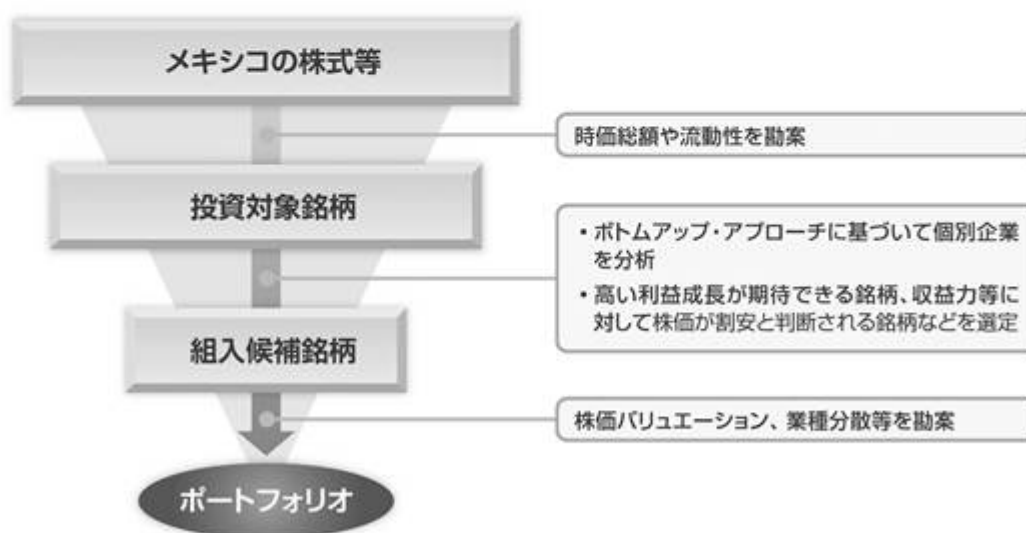 メキシコの株式等
時価総額や流動性を勘案
投資対象銘柄
・ボトムアップ・アプローチに基づいて個別企業
を分析
・高い利益成長が期待できる銘柄、収益力等に
対して株価が割安と判断される銘柄などを選定
組入候補銘柄
株価バリュエーション、業種分散等を勘案
ポートフォリオ